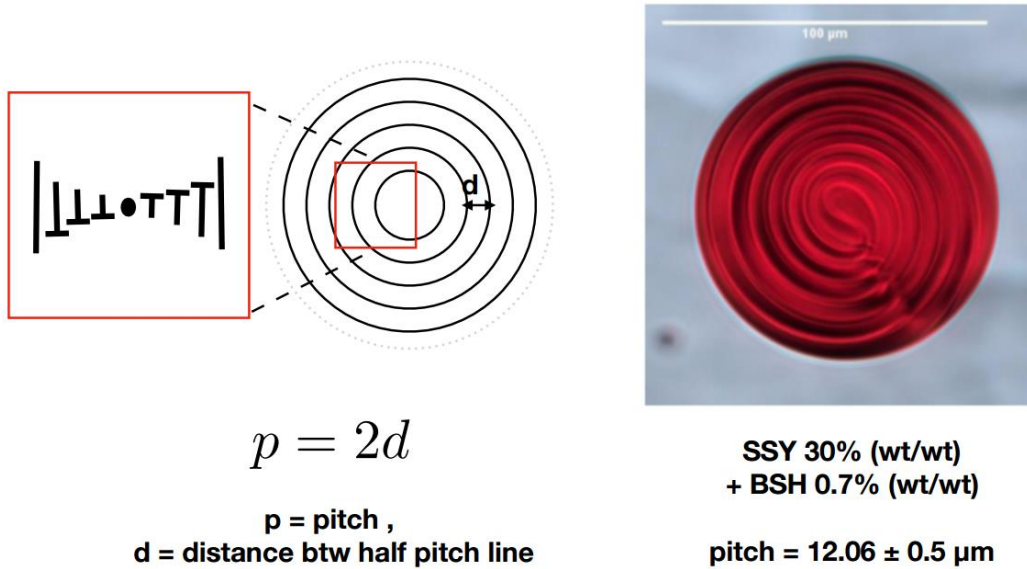 d
100 µm
p = 2d
p = pitch ,
d = distance btw half pitch line
SSY 30% (wt/wt)
+ BSH 0.7% (wt/wt)
pitch = 12.06 ± 0.5 µm